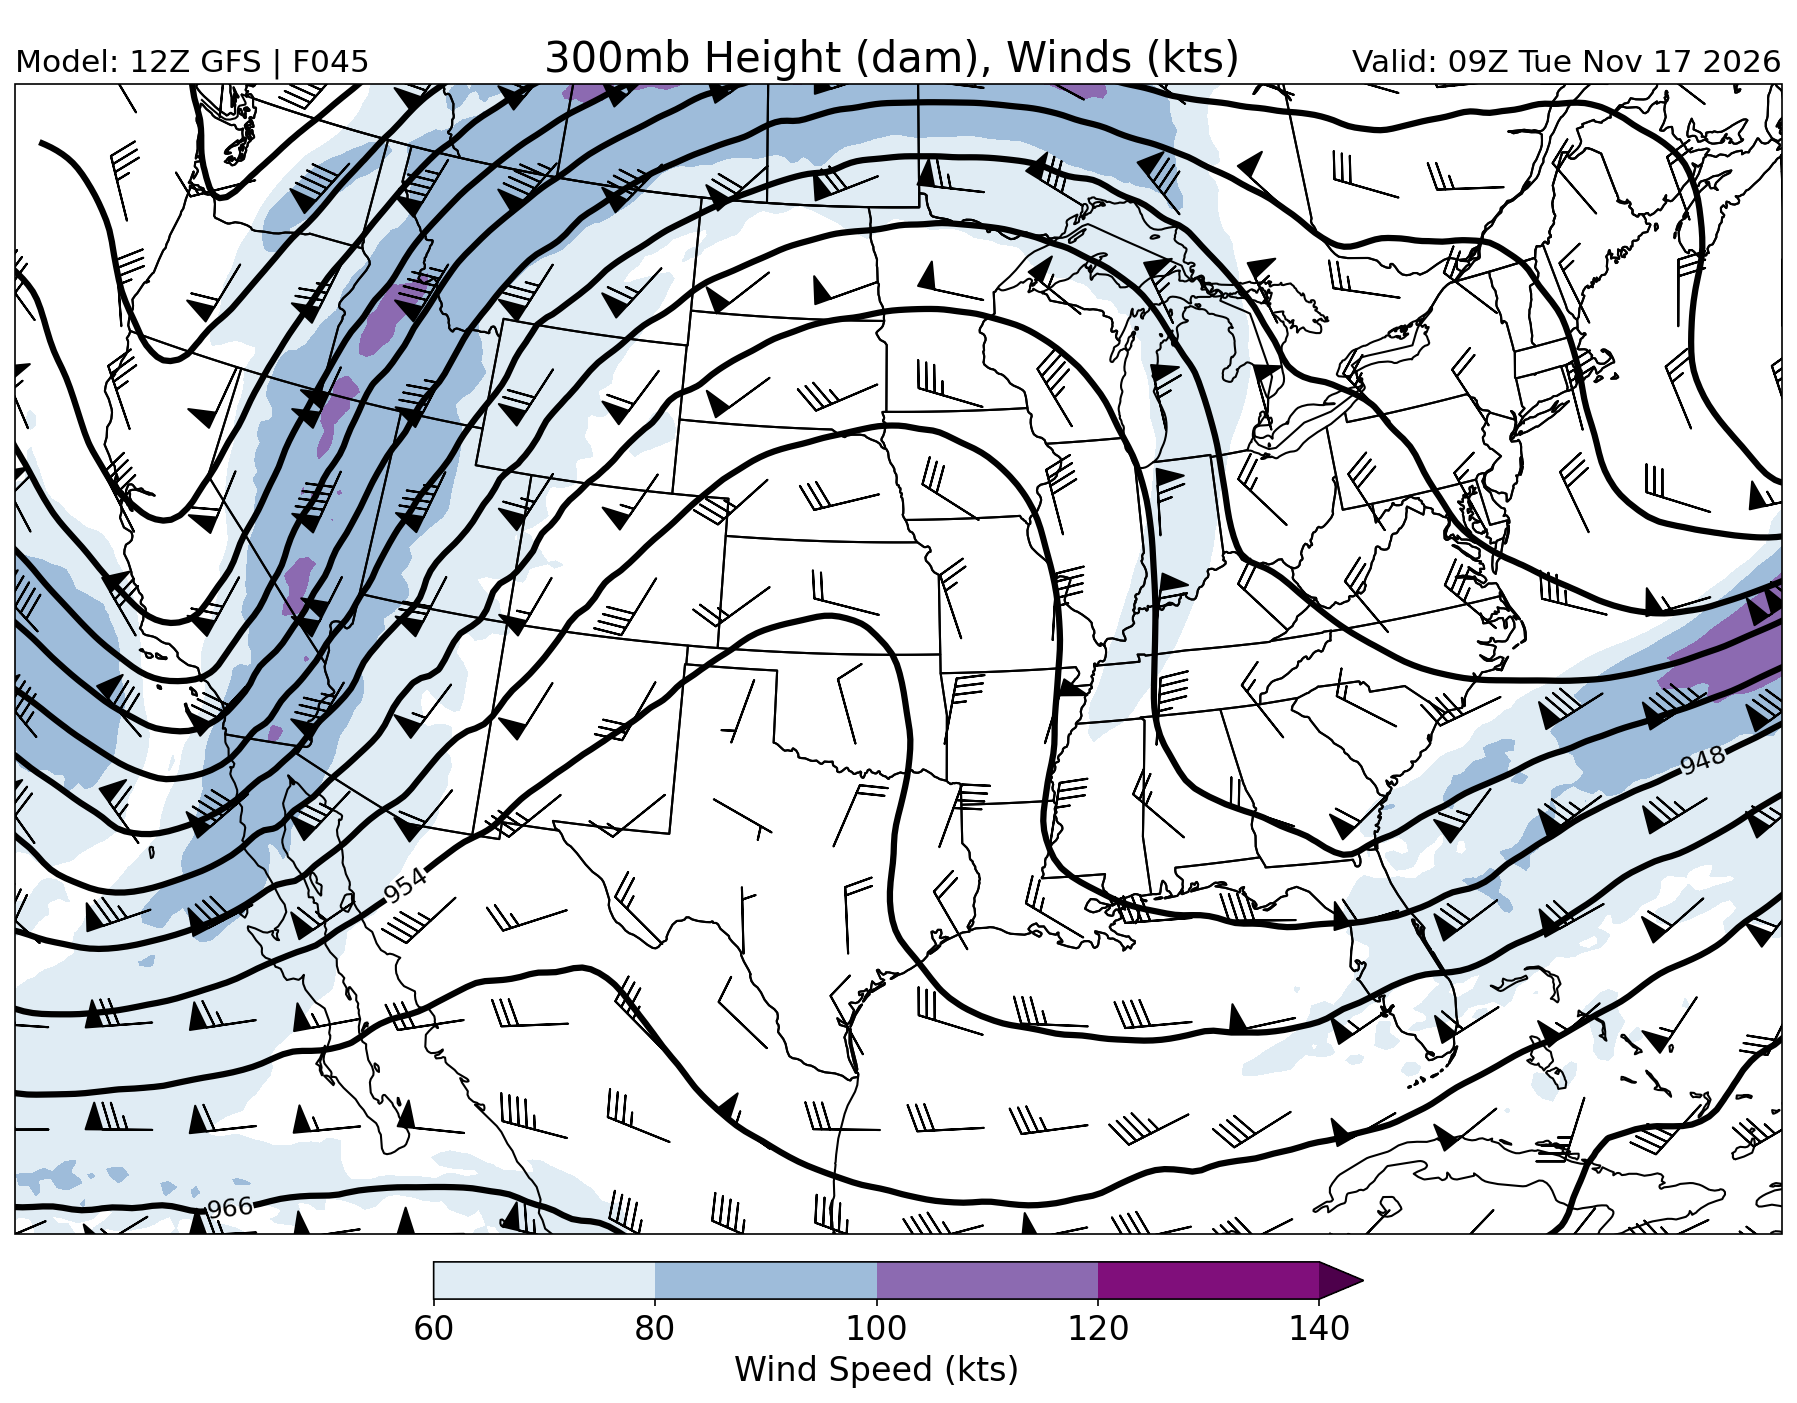 Model: 12Z GFS | F045
300mb Height (dam), Winds (kts)
Valid: 09Z Tue Nov 17 2026
948
954
966
60 80 100 120 140
Wind Speed (kts)